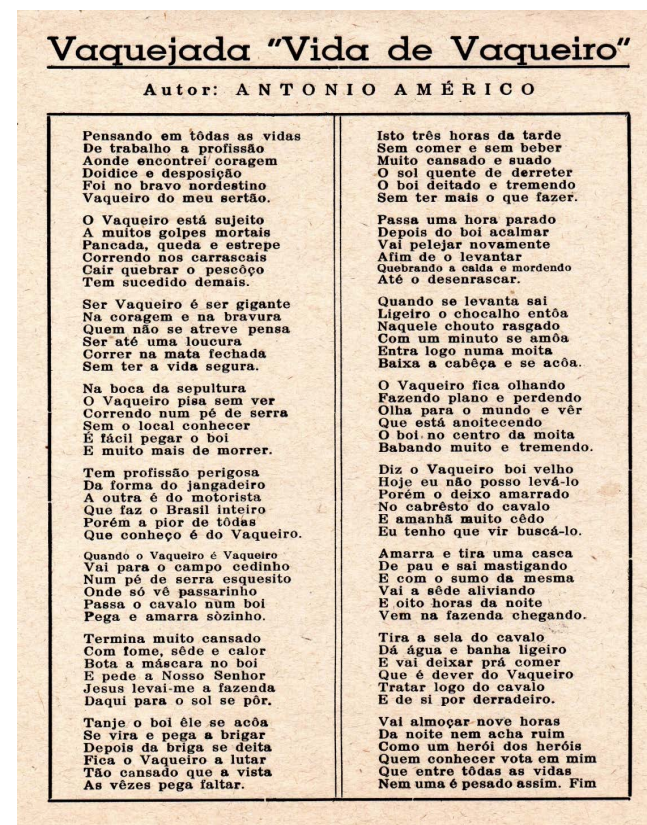 Vaquejada "Vida de Vaqueiro"
Autor: ANTONIO AMÉRICO
Pensando em tôdas as vidas
De trabalho a profissão
Aonde encontrei coragem
Doidice e desposição
Foi no bravo nordestino
Vaqueiro do meu sertão.
O Vaqueiro está sujeito
A muitos golpes mortais
Pancada, queda e estrepe
Correndo nos carrascais
Cair quebrar o pescôço
Tem sucedido demais.
Ser Vaqueiro é ser gigante
Na coragem e na bravura
Quem não se atreve pensa
Ser até uma loucura
Correr na mata fechada
Sem ter a vida segura.
Na boca da sepultura
O Vaqueiro pisa sem ver
Correndo num pé de serra
Sem o local conhecer
É fácil pegar o boi
E muito mais de morrer.
Tem profissão perigosa
Da forma do jangadeiro
A outra é do motorista
Que faz o Brasil inteiro
Porém a pior de tôdas
Que conheço é do Vaqueiro.
Quando o Vaqueiro é Vaqueiro
Vai para o campo cedinho
Num pé de serra esquesito
Onde só vê passarinho
Passa o cavalo num boi
Pega e amarra sòzinho.
Termina muito cansado
Com fome, sêde e calor
Bota a máscara no boi
E pede a Nosso Senhor
Jesus levai-me a fazenda
Daqui para o sol se pôr.
Tanje o boi êle se acôa
Se vira e pega a brigar
Depois da briga se deita
Fica o Vaqueiro a lutar
Tão cansado que a vista
As vêzes pega faltar.
Isto três horas da tarde
Sem comer e sem beber
Muito cansado e suado
O sol quente de derreter
O boi deitado e tremendo
Sem ter mais o que fazer.
Passa uma hora parado
Depois do boi acalmar
Vai pelejar novamente
Afim de o levantar
Quebrando a calda e mordendo
Até o desenrascar.
Quando se levanta sai
Ligeiro o chocalho entôa
Naquele chouto rasgado
Com um minuto se amôa
Entra logo numa moita
Baixa a cabêça e se acôa.
O Vaqueiro fica olhando
Fazendo plano e perdendo
Olha para o mundo e vêr
Que está anoitecendo
O boi no centro da moita
Babando muito e tremendo.
Diz o Vaqueiro boi velho
Hoje eu não posso levá-lo
Porém o deixo amarrado
No cabrêsto do cavalo
E amanhã muito cêdo
Eu tenho que vir buscá-lo.
Amarra e tira uma casca
De pau e sai mastigando
E com o sumo da mesma
Vai a sêde aliviando
E oito horas da noite
Vem na fazenda chegando.
Tira a sela do cavalo
Dá água e banha ligeiro
E vai deixar prá comer
Que é dever do Vaqueiro
Tratar logo do cavalo
E de si por derradeiro.
Vai almoçar nove horas
Da noite nem acha ruim
Como um herói dos heróis
Quem conhecer vota em mim
Que entre tôdas as vidas
Nem uma é pesado assim. Fim